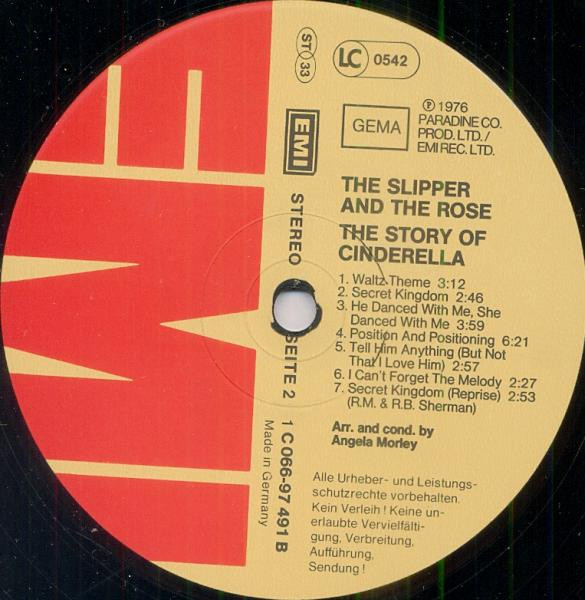 ST 33
LC 0542
GEMA
℗ 1976
PARADINE CO.
PROD. LTD./
EMI REC. LTD.
EMI
STEREO
SEITE 2
1 C 066-97 491 B
Made in Germany
THE SLIPPER
AND THE ROSE
THE STORY OF
CINDERELLA
1. Waltz Theme 3:12
2. Secret Kingdom 2:46
3. He Danced With Me, She
Danced With Me 3:59
4. Position And Positioning 6:21
5. Tell Him Anything (But Not
That I Love Him) 2:57
6. I Can't Forget The Melody 2:27
7. Secret Kingdom (Reprise) 2:53
(R.M. & R.B. Sherman)
Arr. and cond. by
Angela Morley
Alle Urheber- und Leistungs-
schutzrechte vorbehalten.
Kein Verleih! Keine un-
erlaubte Vervielfälti-
gung, Verbreitung,
Aufführung,
Sendung!
EMI